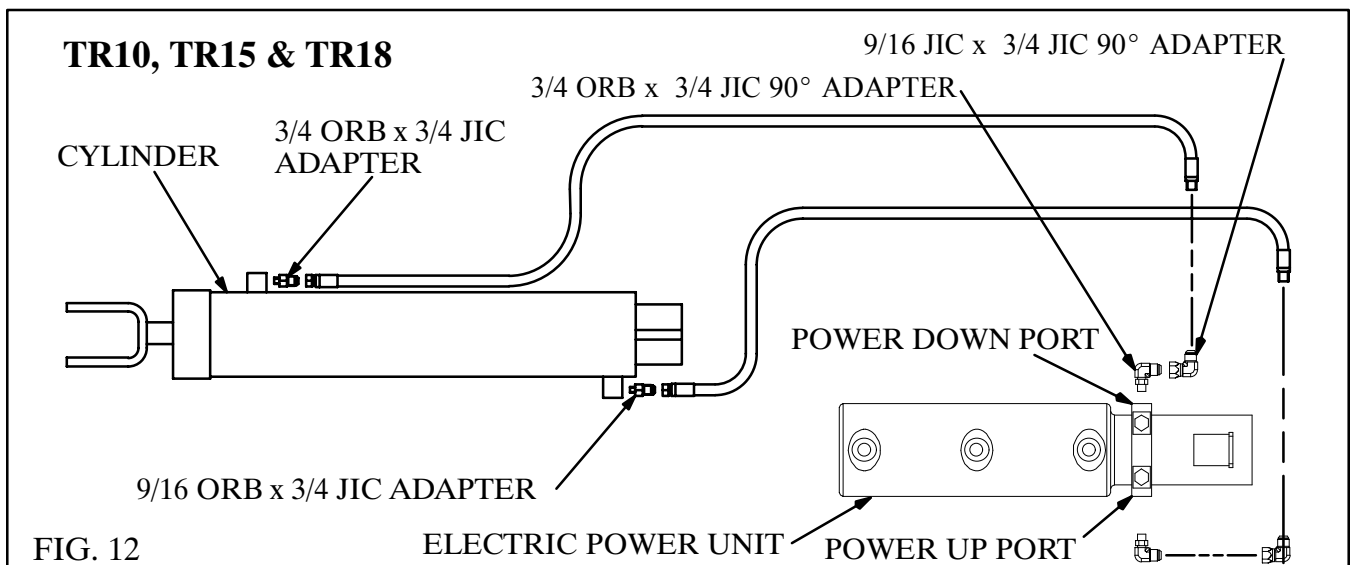 TR10, TR15 & TR18
9/16 JIC x 3/4 JIC 90° ADAPTER
3/4 ORB x 3/4 JIC 90° ADAPTER
3/4 ORB x 3/4 JIC
ADAPTER
CYLINDER
POWER DOWN PORT
9/16 ORB x 3/4 JIC ADAPTER
ELECTRIC POWER UNIT
POWER UP PORT
FIG. 12